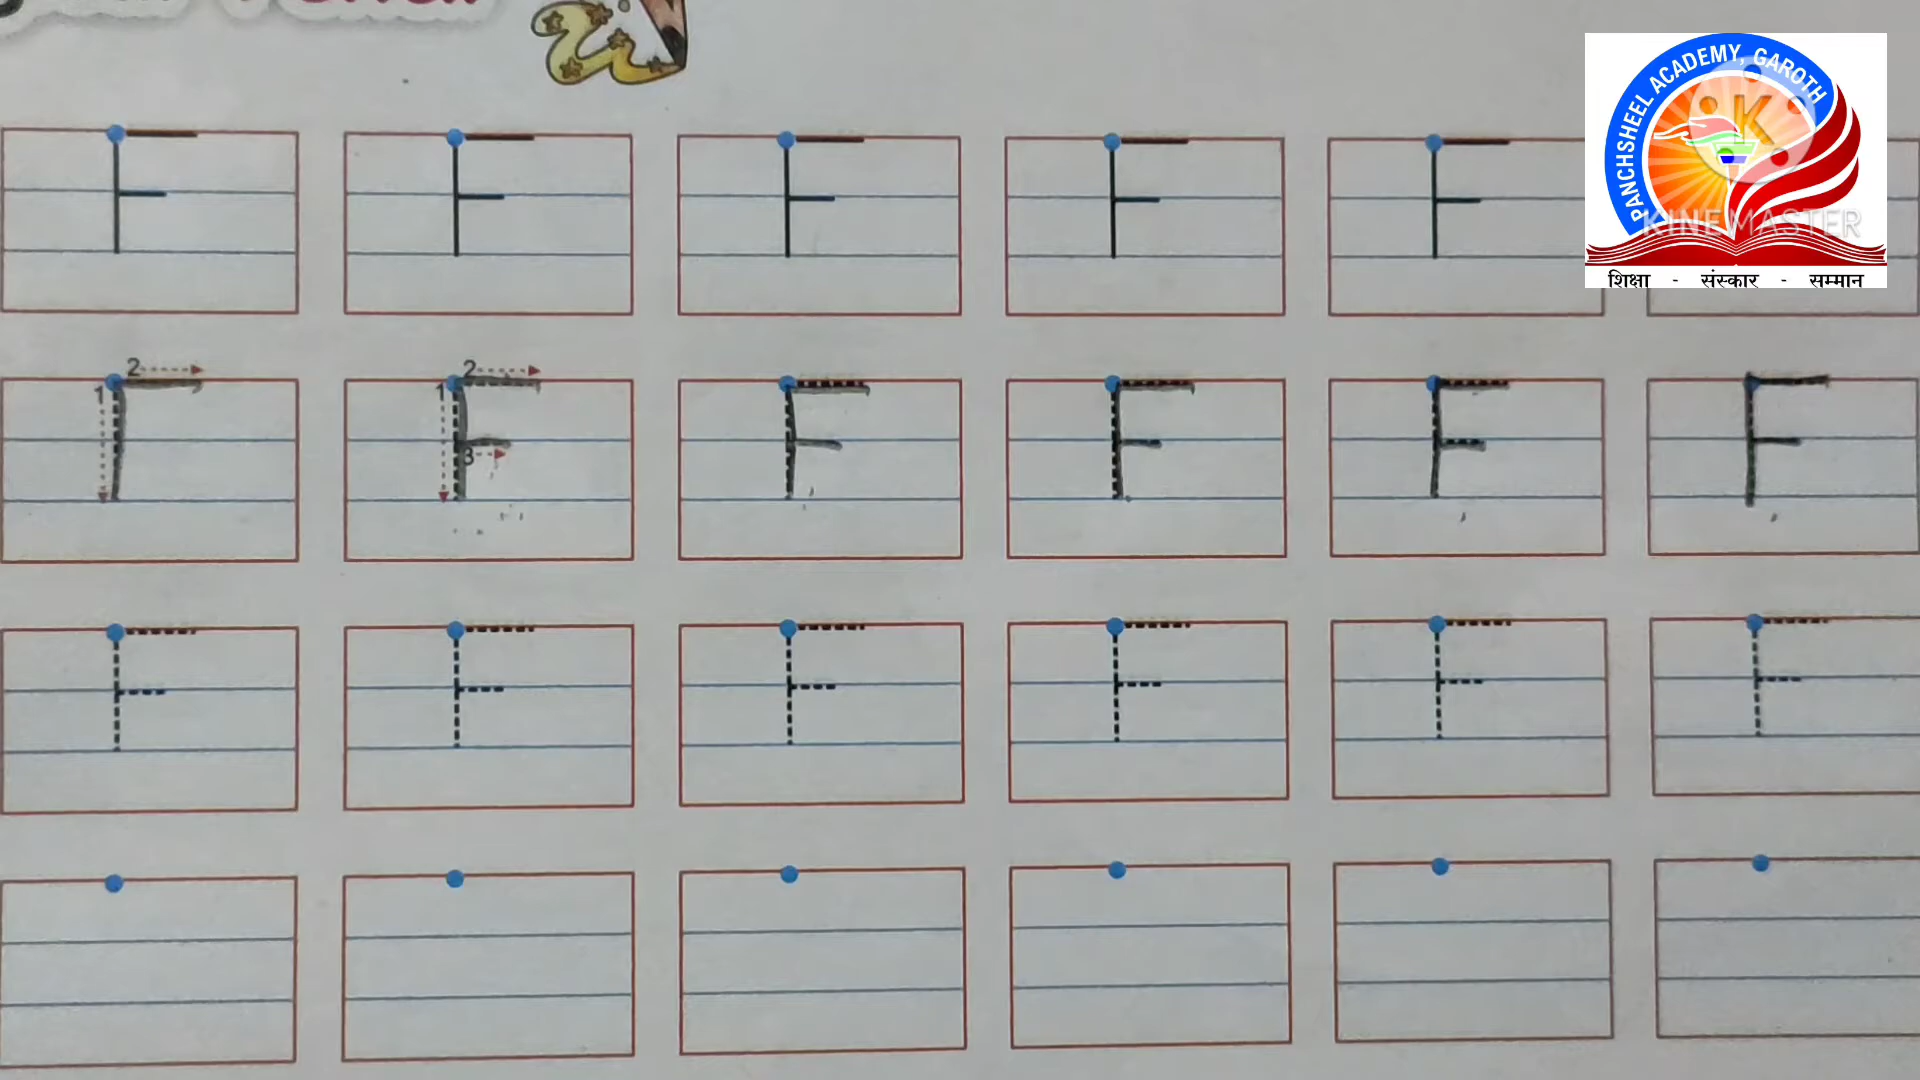 PANCHSHEEL ACADEMY, GAROTH
K
KINEMASTER
शिक्षा - संस्कार - सम्मान
F F F F F
1 2
1 2 3
F F F F F
F F F F F F